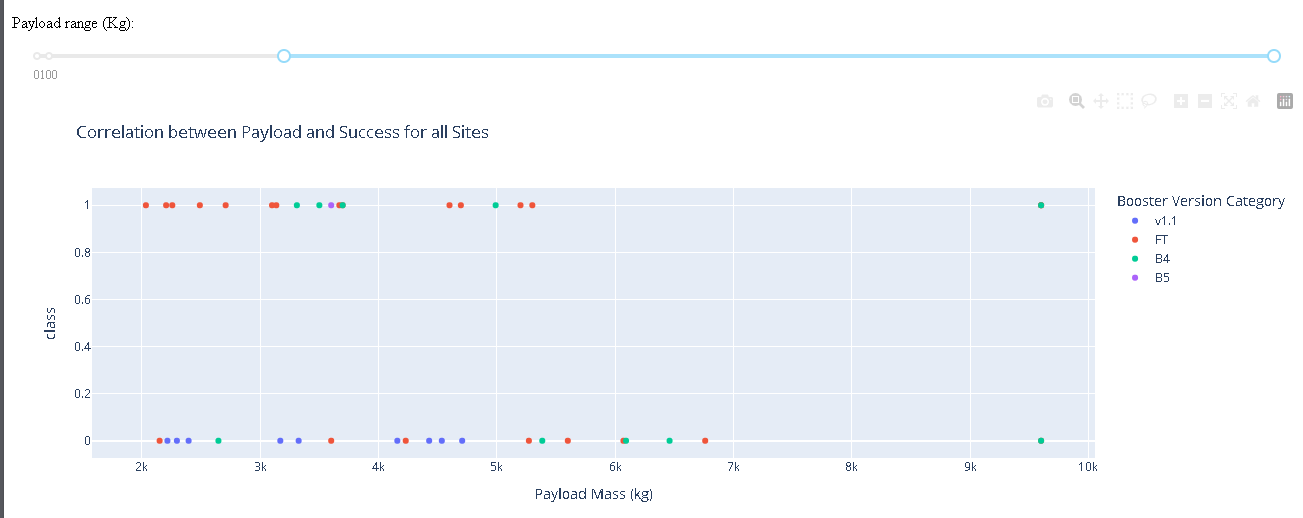 Payload range (Kg):
0100
Correlation between Payload and Success for all Sites
Booster Version Category
v1.1
FT
B4
B5
class
1
0.8
0.6
0.4
0.2
0
2k 3k 4k 5k 6k 7k 8k 9k 10k
Payload Mass (kg)